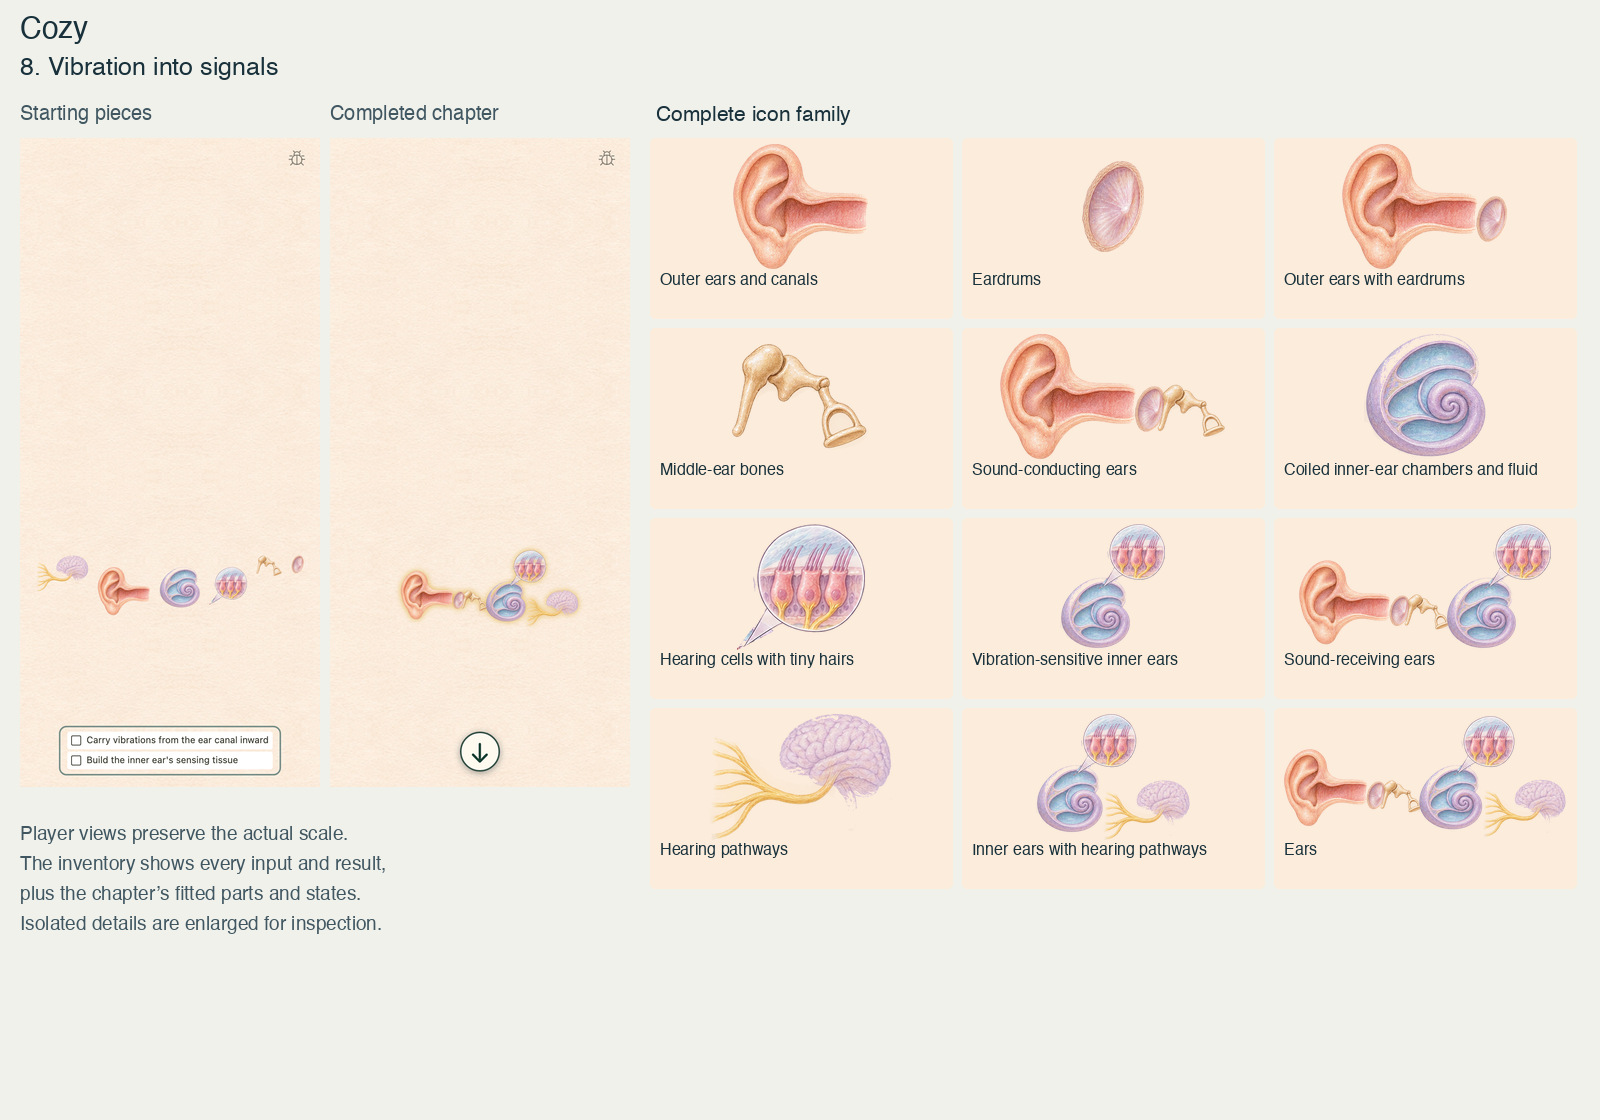 Cozy
8. Vibration into signals
Starting pieces
Completed chapter
Complete icon family
Carry vibrations from the ear canal inward
Build the inner ear's sensing tissue
Player views preserve the actual scale.
The inventory shows every input and result,
plus the chapter’s fitted parts and states.
Isolated details are enlarged for inspection.
Outer ears and canals
Eardrums
Outer ears with eardrums
Middle-ear bones
Sound-conducting ears
Coiled inner-ear chambers and fluid
Hearing cells with tiny hairs
Vibration-sensitive inner ears
Sound-receiving ears
Hearing pathways
Inner ears with hearing pathways
Ears